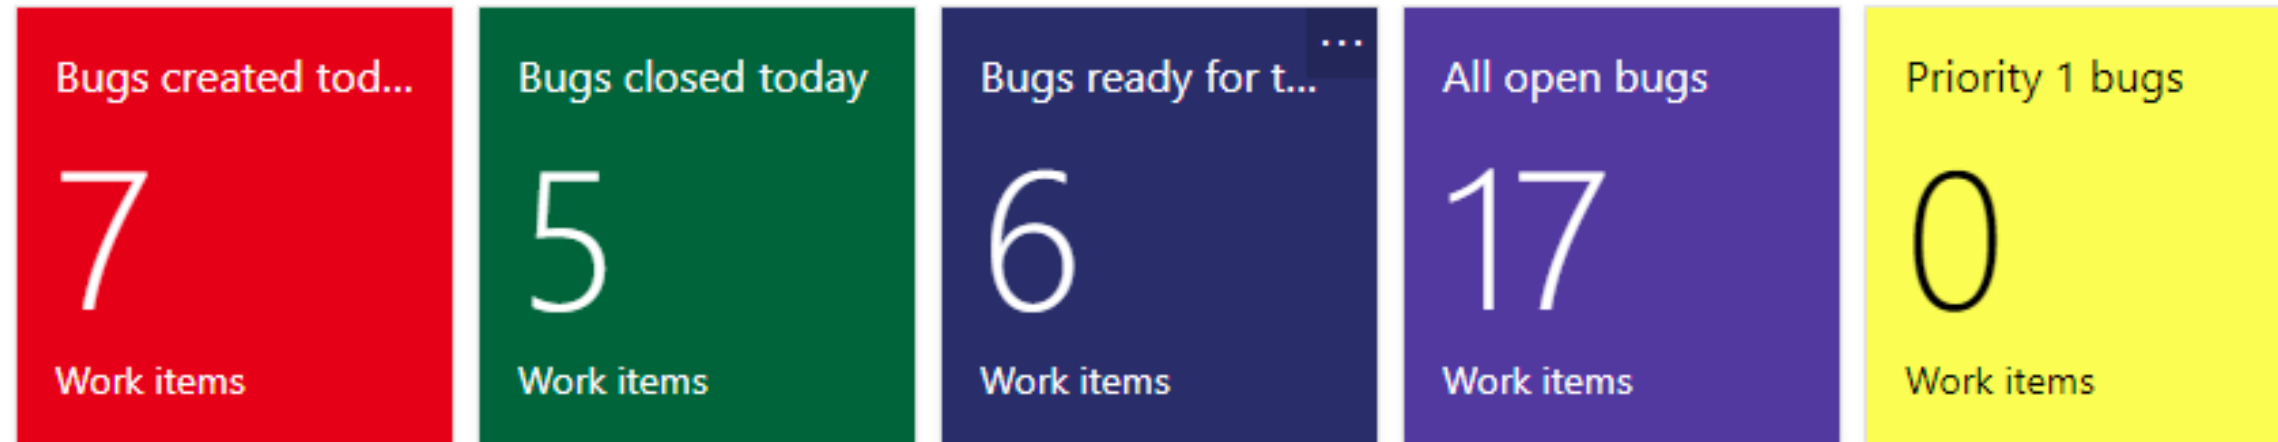 Bugs created tod...
7
Work items
Bugs closed today
5
Work items
Bugs ready for t...
...
6
Work items
All open bugs
17
Work items
Priority 1 bugs
0
Work items